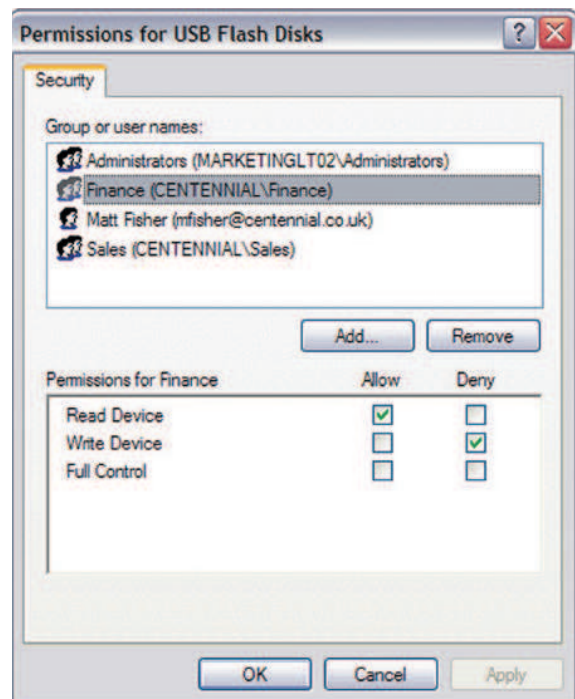 Permissions for USB Flash Disks
Security
Group or user names:
Administrators (MARKETINGLT02\Administrators)
Finance (CENTENNIAL\Finance)
Matt Fisher (mfisher@centennial.co.uk)
Sales (CENTENNIAL\Sales)
Add... Remove
Permissions for Finance Allow Deny
Read Device
Write Device
Full Control
OK Cancel Apply